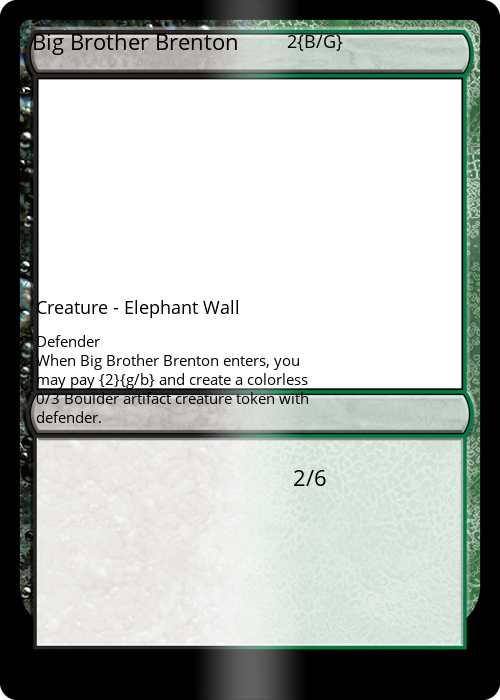 Big Brother Brenton 2{B/G}
Creature - Elephant Wall
Defender
When Big Brother Brenton enters, you
may pay {2}{g/b} and create a colorless
0/3 Boulder artifact creature token with
defender.
2/6